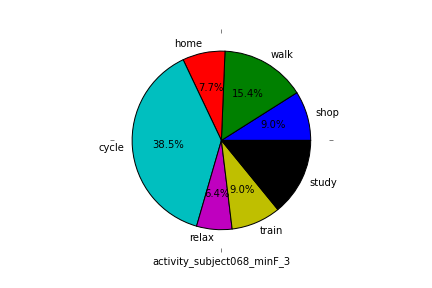 home
walk
7.7%
15.4%
shop
9.0%
cycle
38.5%
study
6.4%
9.0%
relax
train
activity_subject068_minF_3